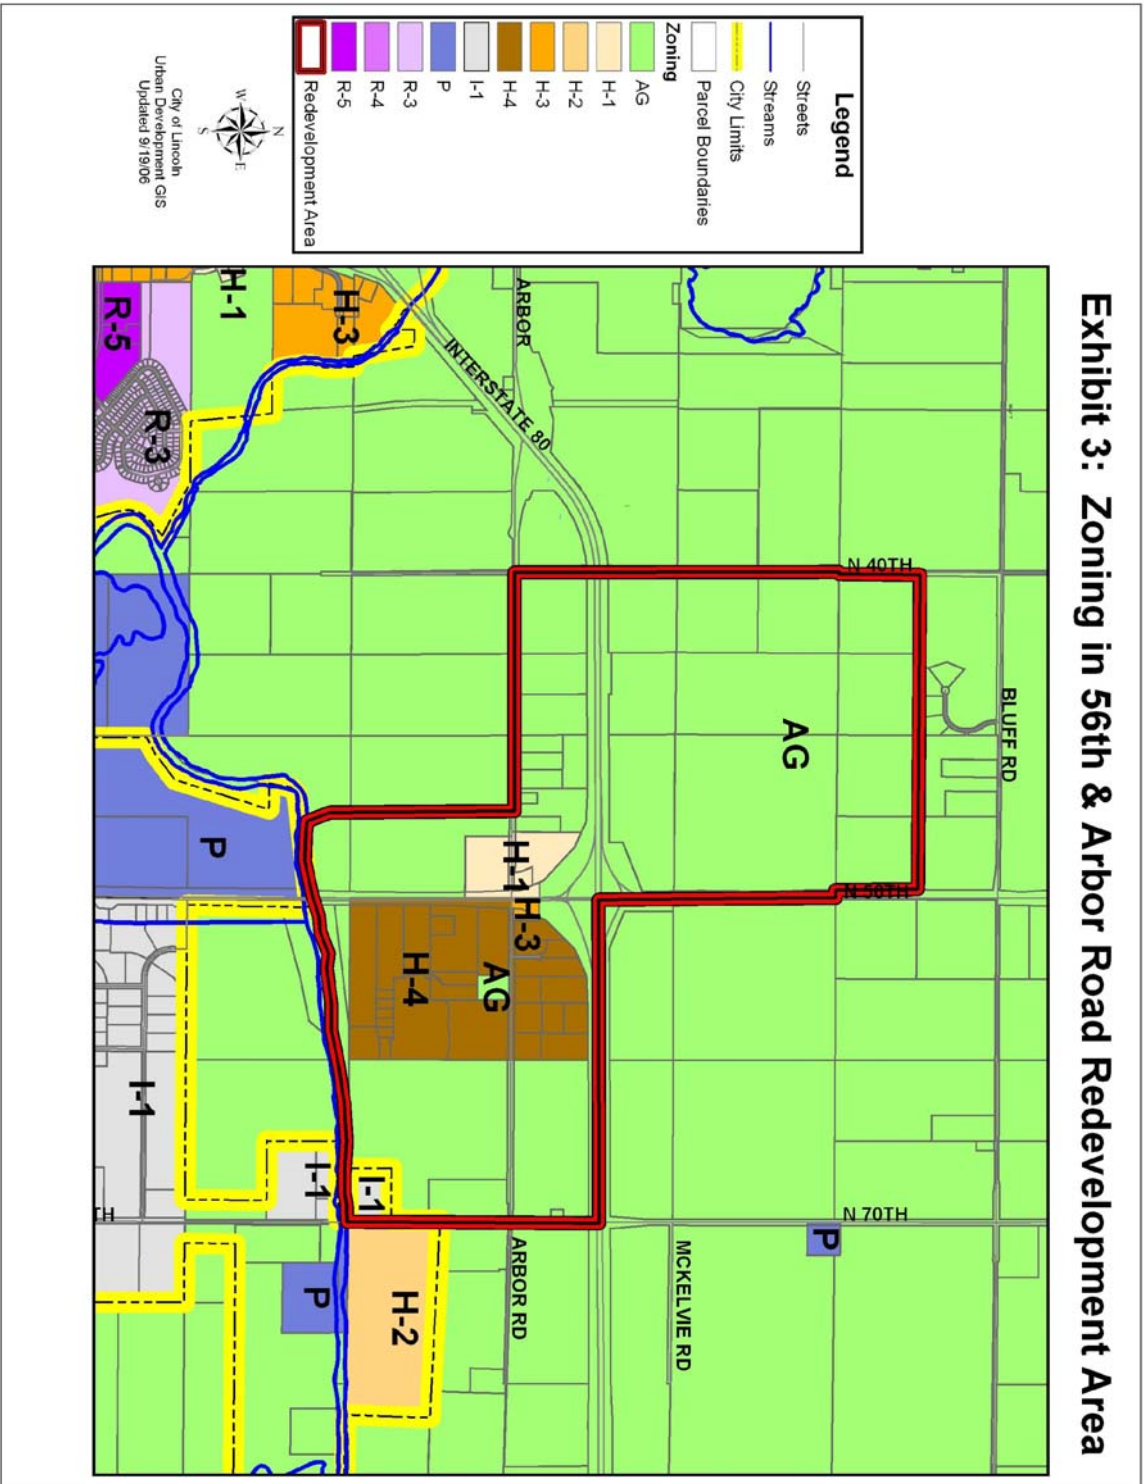 Exhibit 3: Zoning in 56th & Arbor Road Redevelopment Area
Legend
Streets
Streams
City Limits
Parcel Boundaries
Zoning
AG
H-1
H-2
H-3
H-4
I-1
P
R-3
R-4
R-5
Redevelopment Area
N
W
E
S
City of Lincoln
Urban Development GIS
Updated 9/19/06
BLUFF RD
N 40TH
N 56TH
N 70TH
AG
P
MCKELVIE RD
ARBOR
INTERSTATE 80
H-1
H-3
AG
H-4
ARBOR RD
H-3
H-1
R-5
R-3
P
I-1
I-1
I-1
H-2
P
TH